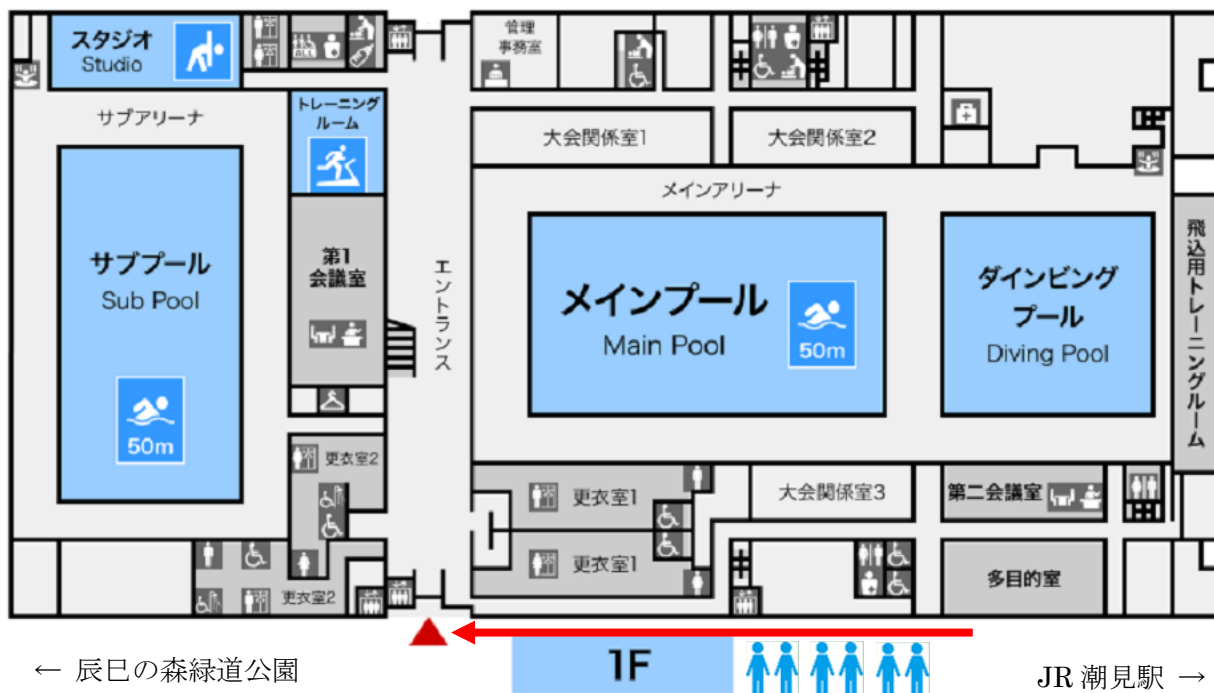 スタジオ
Studio
ALL
管理
事務室
サブアリーナ
トレーニング
ルーム
大会関係室1
大会関係室2
メインアリーナ
サブプール
Sub Pool
50m
第1
会議室
エントランス
メインプール
Main Pool
50m
ダインビング
プール
Diving Pool
飛込用トレーニングルーム
更衣室2
更衣室1
大会関係室3
第二会議室
更衣室1
多目的室
更衣室2
← 辰巳の森緑道公園
1F
JR 潮見駅 →